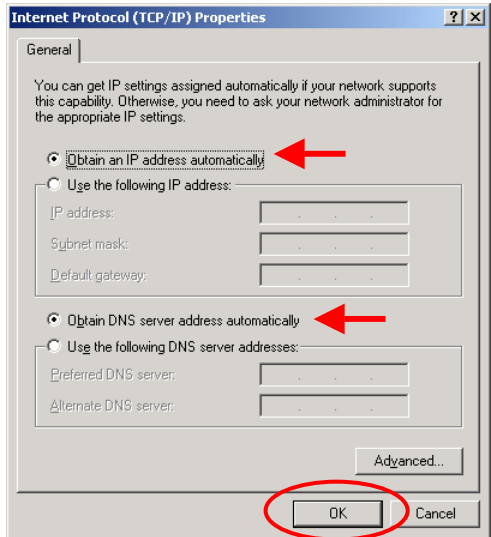 Internet Protocol (TCP/IP) Properties
General
You can get IP settings assigned automatically if your network supports
this capability. Otherwise, you need to ask your network administrator for
the appropriate IP settings.
Obtain an IP address automatically
Use the following IP address:
IP address:
Subnet mask:
Default gateway:
Obtain DNS server address automatically
Use the following DNS server addresses:
Preferred DNS server:
Alternate DNS server:
Advanced...
OK
Cancel